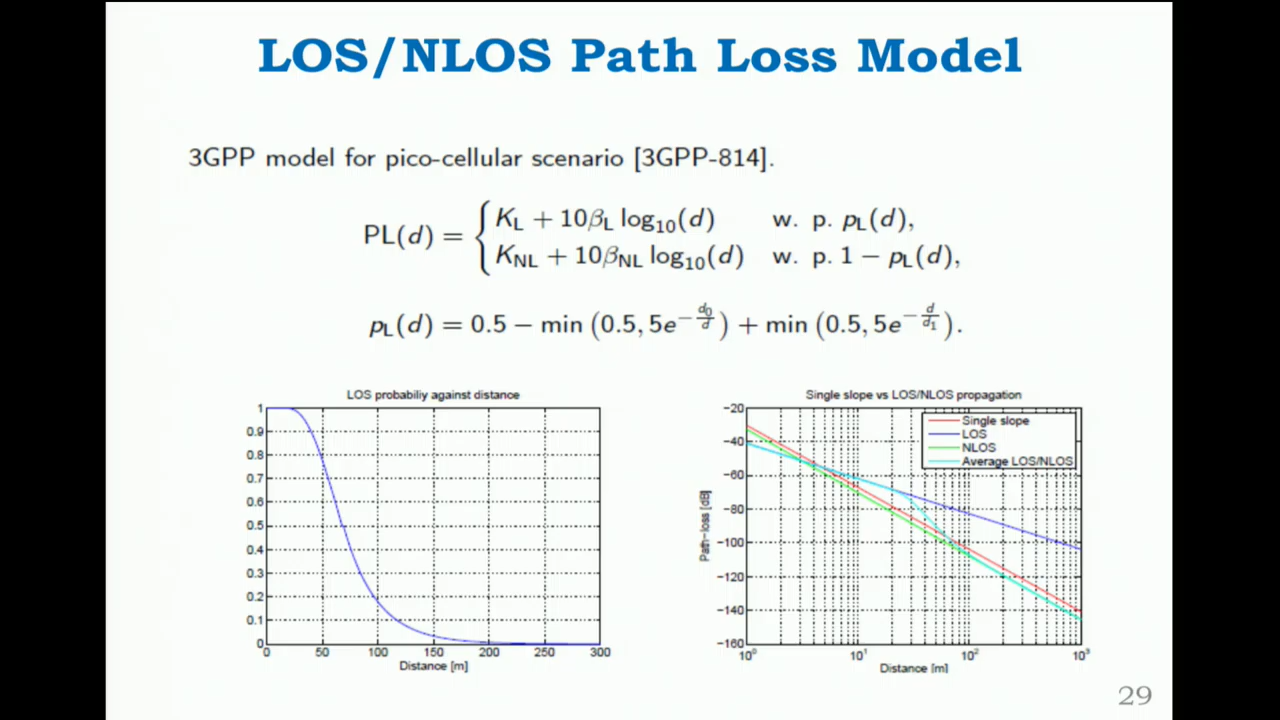 LOS/NLOS Path Loss Model
3GPP model for pico-cellular scenario [3GPP-814].
PL(d) = { K_L + 10β_L log₁₀(d) w. p. p_L(d),
K_NL + 10β_NL log₁₀(d) w. p. 1 − p_L(d),
p_L(d) = 0.5 − min (0.5, 5e^{−d₀/d}) + min (0.5, 5e^{−d/d₁}).
LOS probabiliy against distance
1
0.9
0.8
0.7
0.6
0.5
0.4
0.3
0.2
0.1
0
0 50 100 150 200 250 300
Distance [m]
Single slope vs LOS/NLOS propagation
Single slope
LOS
NLOS
Average LOS/NLOS
Path−loss [dB]
−20
−40
−60
−80
−100
−120
−140
−160
10⁰ 10¹ 10² 10³
Distance [m]
29